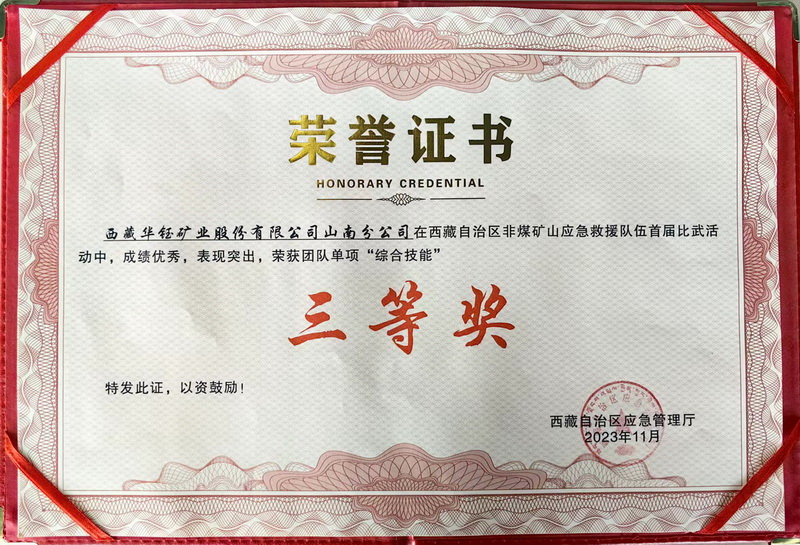 荣誉证书
HONORARY CREDENTIAL
西藏华钰矿业股份有限公司山南分公司在西藏自治区非煤矿山应急救援队伍首届比武活
动中，成绩优秀，表现突出，荣获团队单项“综合技能”
三等奖
特发此证，以资鼓励！
西藏自治区应急管理厅
2023年11月